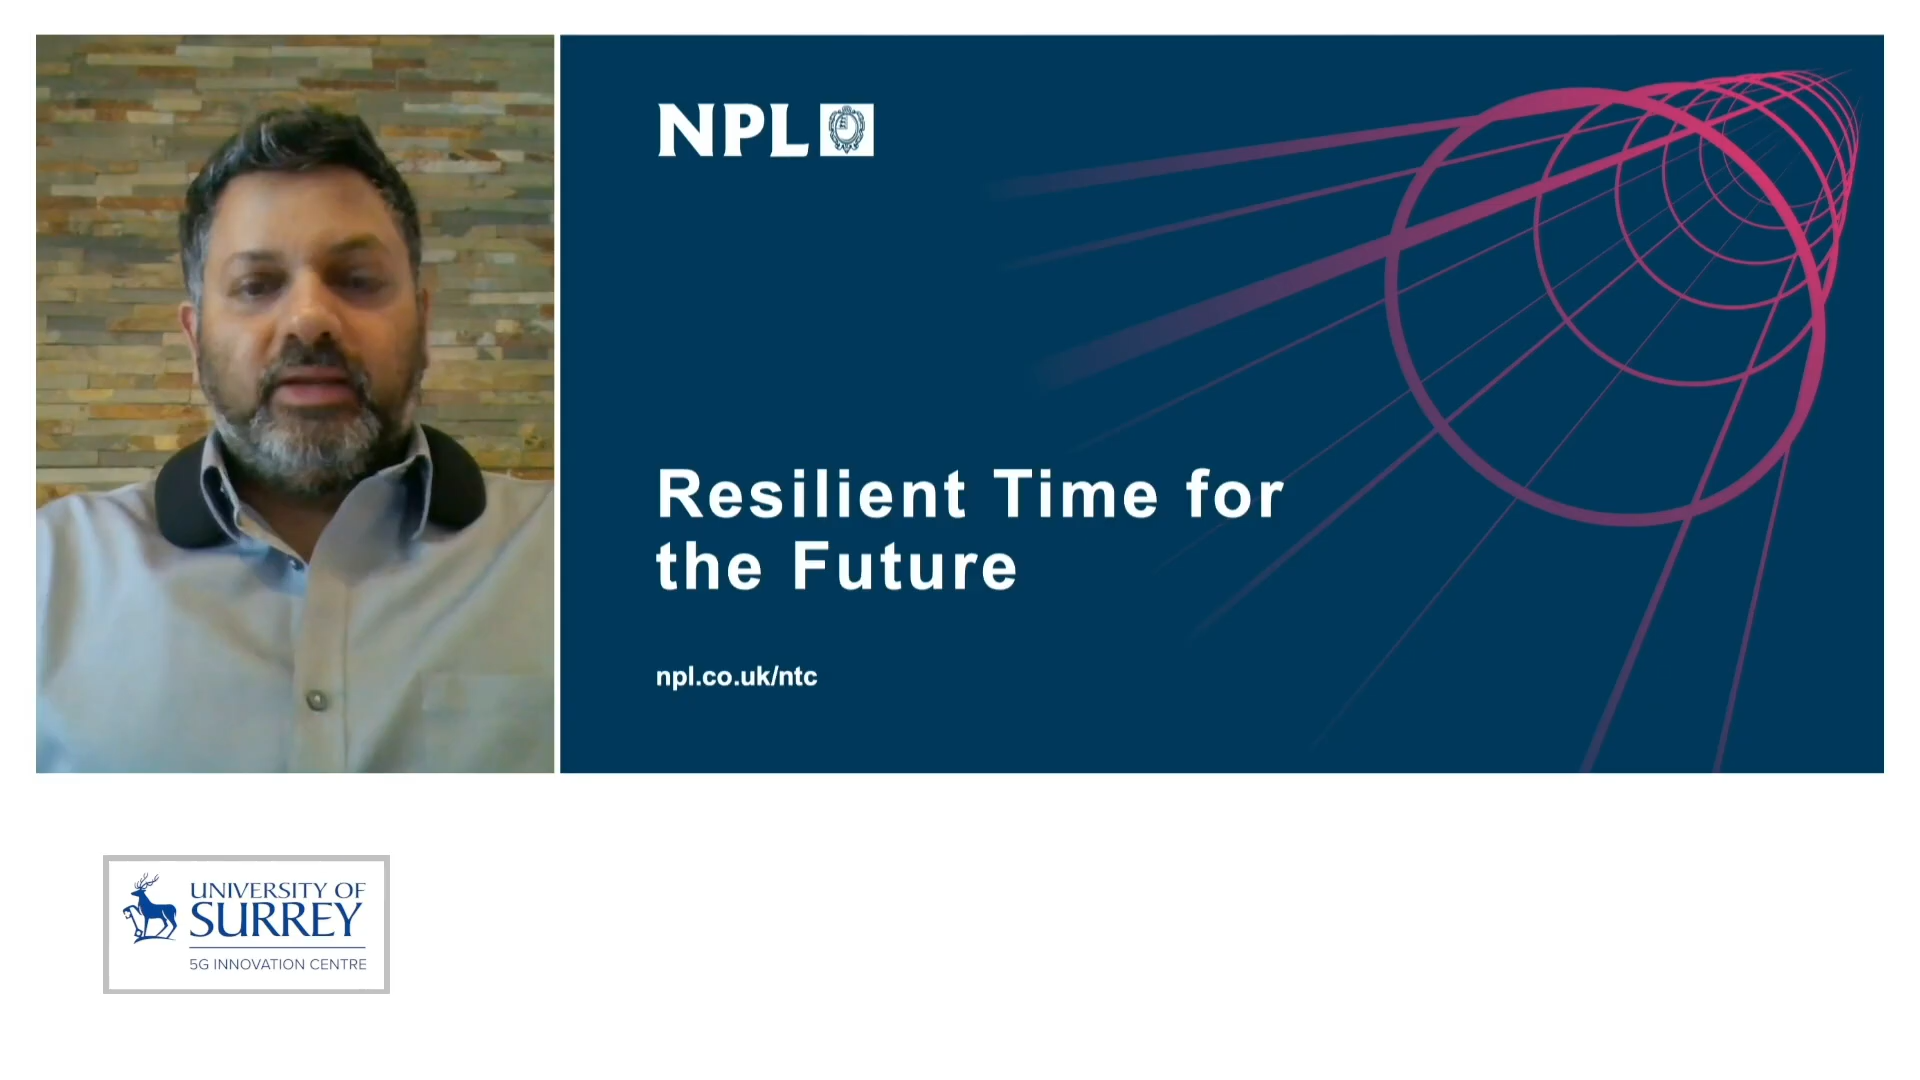 NPL
Resilient Time for
the Future
npl.co.uk/ntc
UNIVERSITY OF
SURREY
5G INNOVATION CENTRE